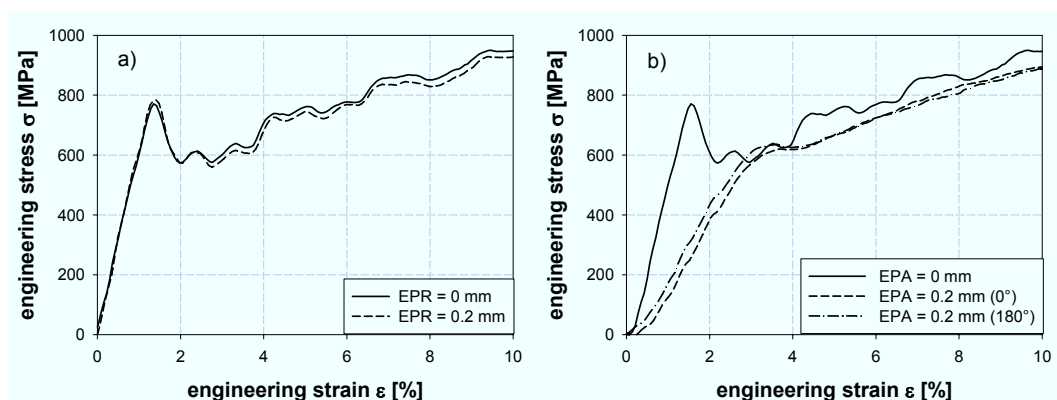 a)
engineering stress σ [MPa]
1000
800
600
400
200
0
0 2 4 6 8 10
engineering strain ε [%]
EPR = 0 mm
EPR = 0.2 mm
b)
engineering stress σ [MPa]
1000
800
600
400
200
0
0 2 4 6 8 10
engineering strain ε [%]
EPA = 0 mm
EPA = 0.2 mm (0°)
EPA = 0.2 mm (180°)